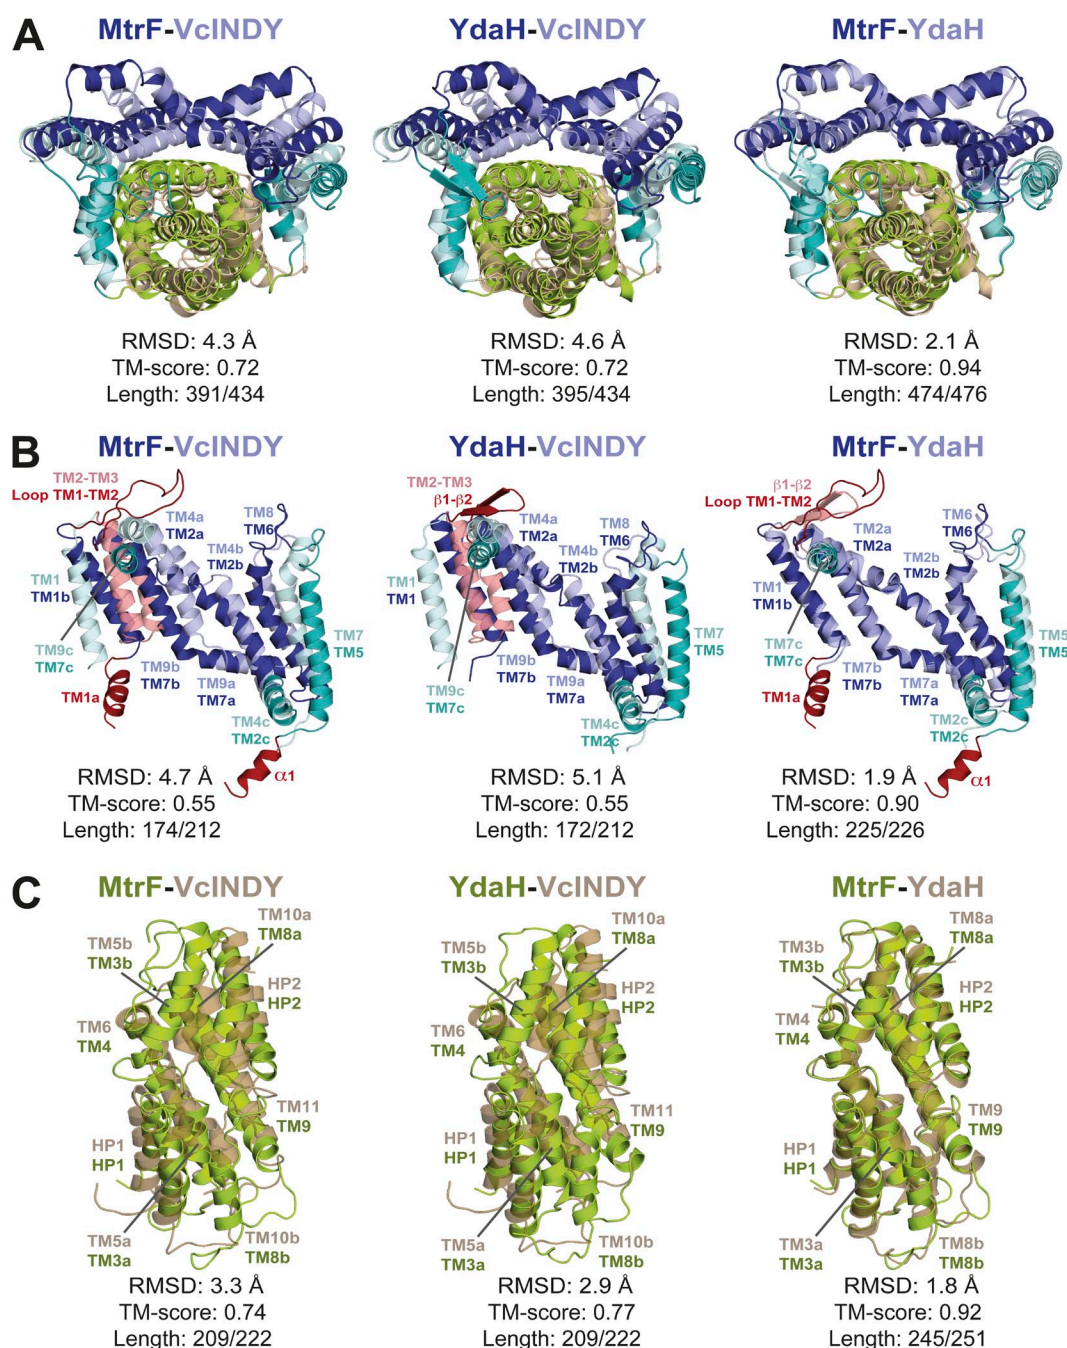 A
MtrF-VcINDY
YdaH-VcINDY
MtrF-YdaH
RMSD: 4.3 Å
TM-score: 0.72
Length: 391/434
RMSD: 4.6 Å
TM-score: 0.72
Length: 395/434
RMSD: 2.1 Å
TM-score: 0.94
Length: 474/476
B
MtrF-VcINDY
TM2-TM3
Loop TM1-TM2
TM4a
TM2a
TM8
TM6
TM4b
TM2b
TM1
TM1b
TM7
TM5
TM9c
TM7c
TM9b
TM7b
TM9a
TM7a
TM1a
TM4c
TM2c
α1
RMSD: 4.7 Å
TM-score: 0.55
Length: 174/212
YdaH-VcINDY
TM2-TM3
β1-β2
TM4a
TM2a
TM8
TM6
TM4b
TM2b
TM1
TM1
TM7
TM5
TM9b
TM7b
TM9a
TM7a
TM9c
TM7c
TM4c
TM2c
RMSD: 5.1 Å
TM-score: 0.55
Length: 172/212
MtrF-YdaH
β1-β2
Loop TM1-TM2
TM2a
TM2a
TM6
TM6
TM2b
TM2b
TM1
TM1b
TM5
TM5
TM7c
TM7c
TM7b
TM7b
TM7a
TM7a
TM1a
TM2c
TM2c
α1
RMSD: 1.9 Å
TM-score: 0.90
Length: 225/226
C
MtrF-VcINDY
TM10a
TM8a
TM5b
TM3b
HP2
HP2
TM6
TM4
TM11
TM9
HP1
HP1
TM5a
TM3a
TM10b
TM8b
RMSD: 3.3 Å
TM-score: 0.74
Length: 209/222
YdaH-VcINDY
TM10a
TM8a
TM5b
TM3b
HP2
HP2
TM6
TM4
TM11
TM9
HP1
HP1
TM5a
TM3a
TM10b
TM8b
RMSD: 2.9 Å
TM-score: 0.77
Length: 209/222
MtrF-YdaH
TM8a
TM8a
TM3b
TM3b
HP2
HP2
TM4
TM4
TM9
TM9
HP1
HP1
TM3a
TM3a
TM8b
TM8b
RMSD: 1.8 Å
TM-score: 0.92
Length: 245/251